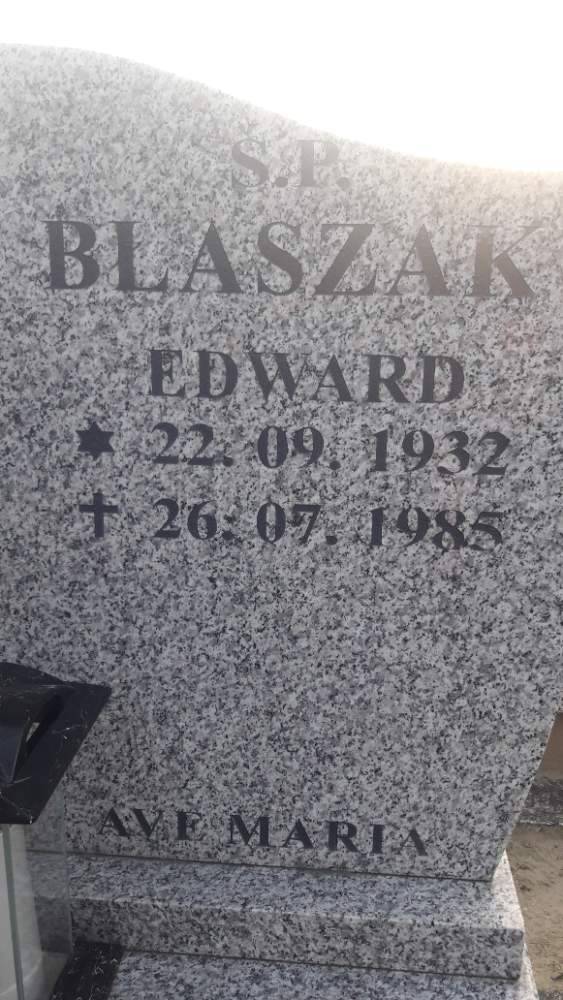 S.P.
BLASZAK
EDWARD
22. 09. 1932
26. 07. 1985
AVE MARIA